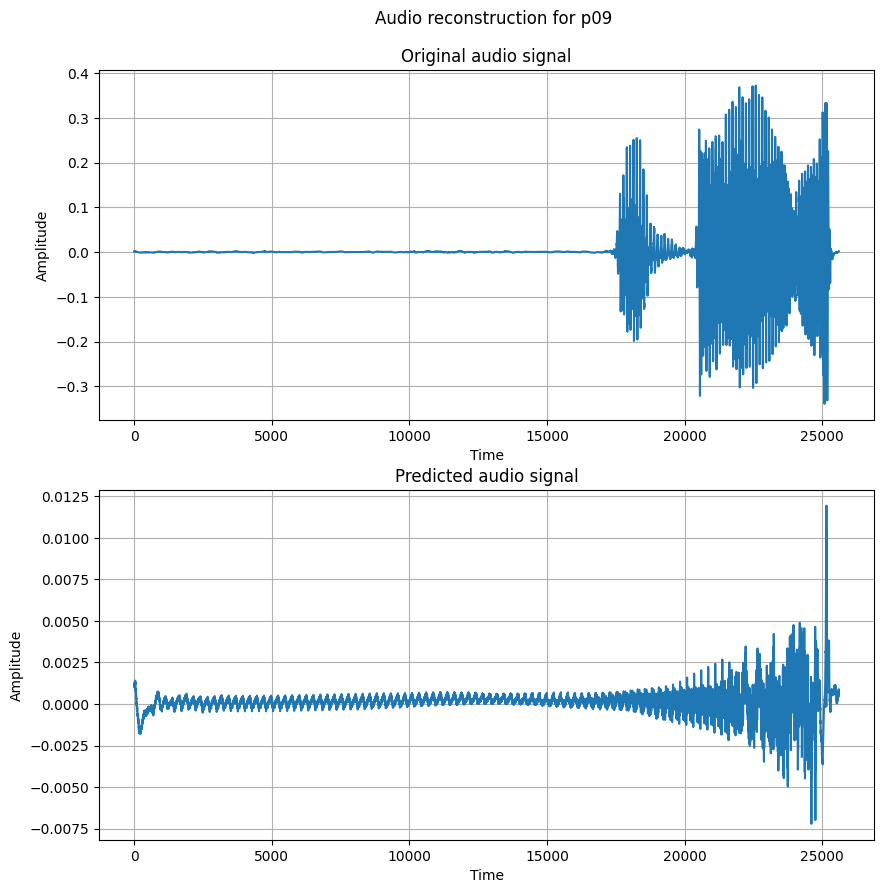 Audio reconstruction for p09
Original audio signal
0.4
0.3
0.2
0.1
0.0
−0.1
−0.2
−0.3
Amplitude
0 5000 10000 15000 20000 25000
Time
Predicted audio signal
0.0125
0.0100
0.0075
0.0050
0.0025
0.0000
−0.0025
−0.0050
−0.0075
Amplitude
0 5000 10000 15000 20000 25000
Time